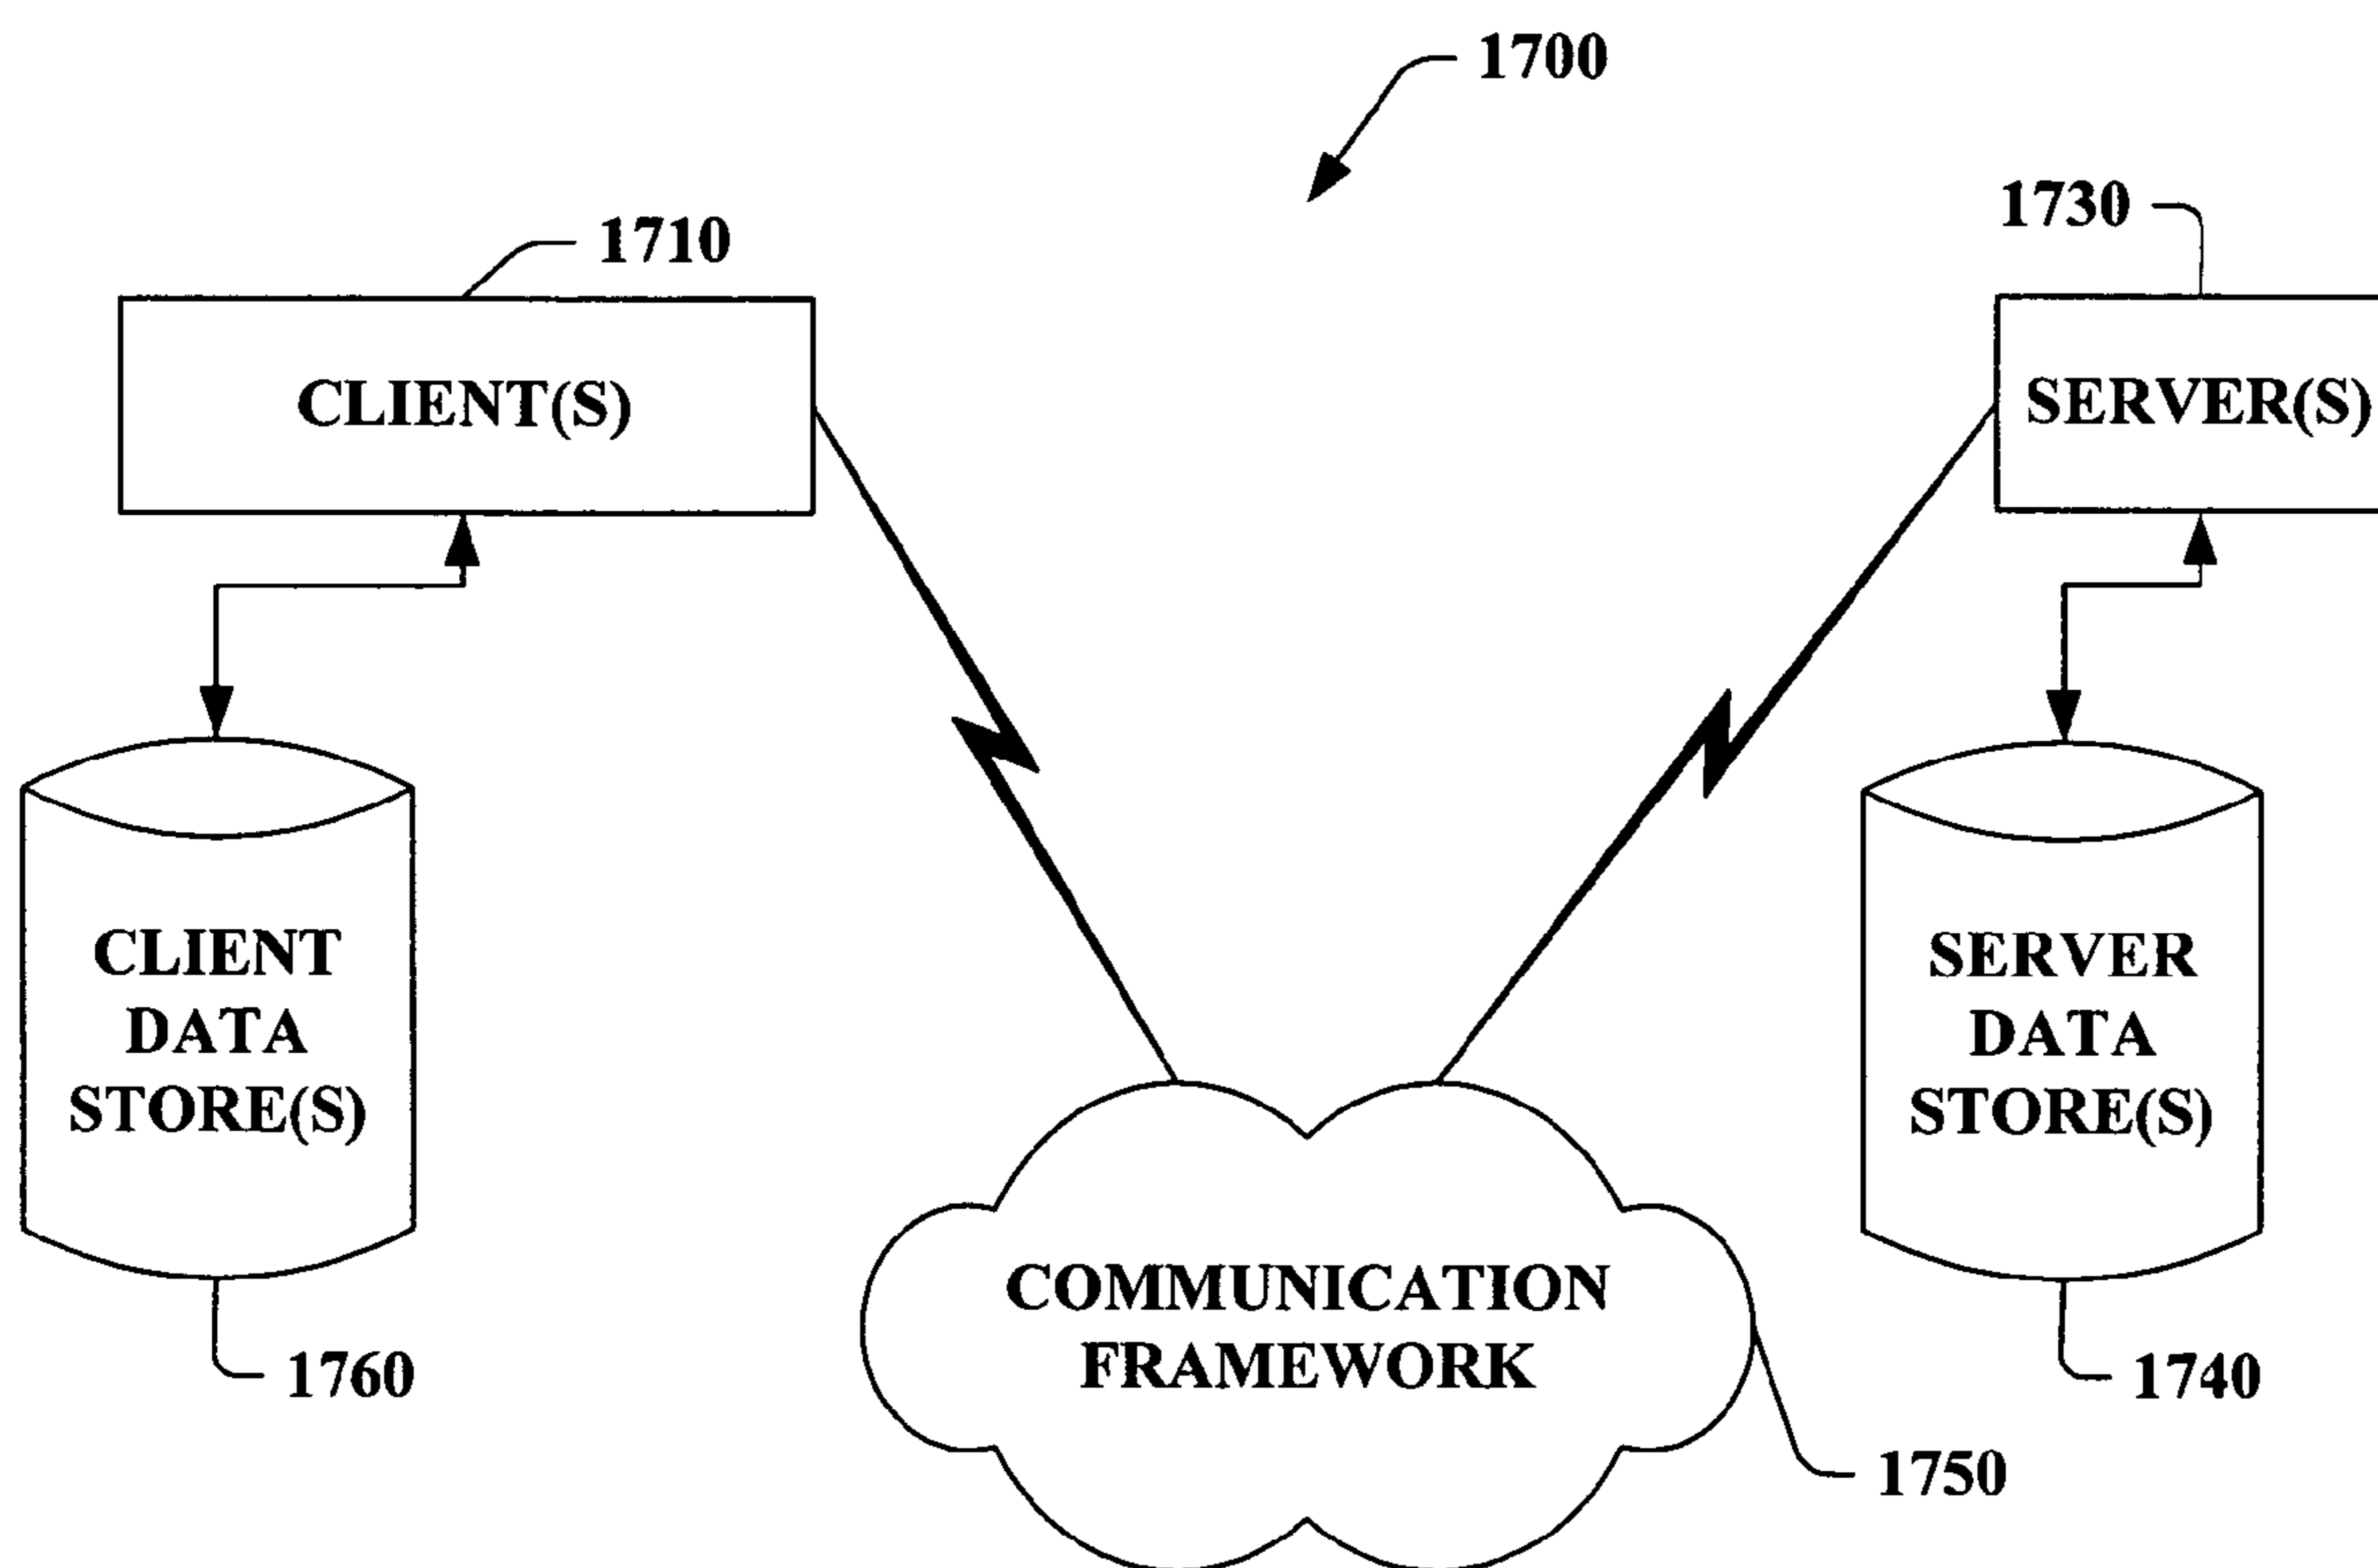 1700
1710
1730
CLIENT(S)
SERVER(S)
CLIENT
DATA
STORE(S)
SERVER
DATA
STORE(S)
COMMUNICATION
FRAMEWORK
1760
1740
1750